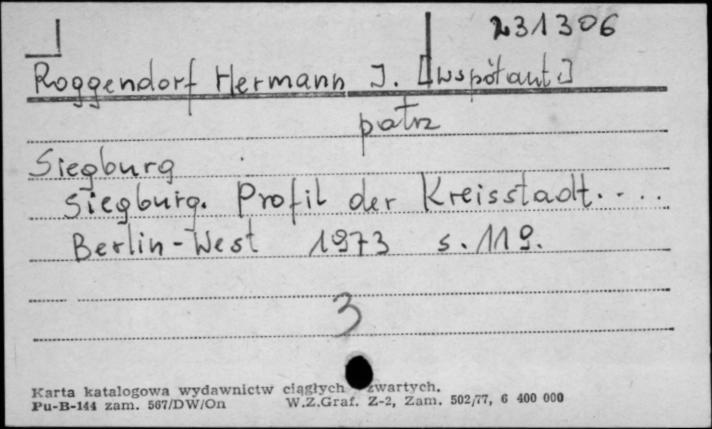 231306
Roggendorf Hermann J. [współaut.]
patrz
Siegburg
Siegburg. Profil der Kreisstadt....
Berlin-West 1973 s. 119.
3
Karta katalogowa wydawnictw ciągłych zwartych.
Pu-B-144 zam. 567/DW/On W.Z.Graf. Z-2, Zam. 502/77, 6 400 000